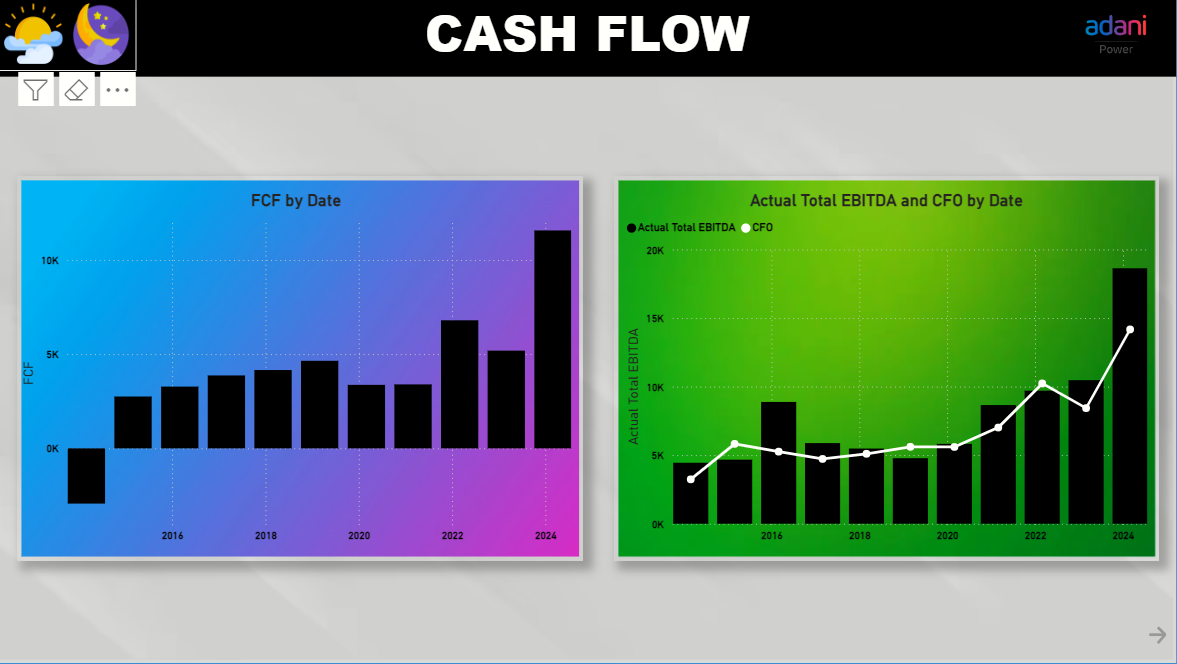 CASH FLOW
adani
Power
FCF by Date
10K
5K
0K
FCF
2016 2018 2020 2022 2024
Actual Total EBITDA and CFO by Date
Actual Total EBITDA CFO
20K
15K
10K
5K
0K
Actual Total EBITDA
2016 2018 2020 2022 2024